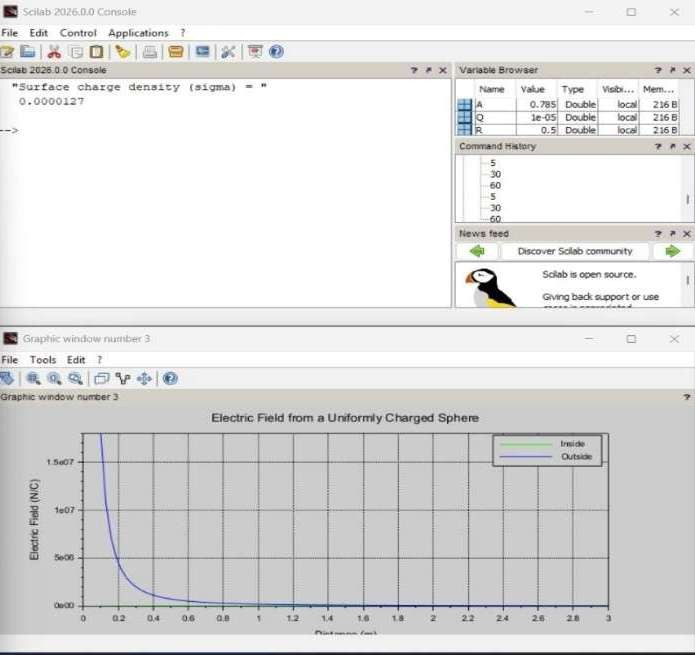 Scilab 2026.0.0 Console
File Edit Control Applications ?
Scilab 2026.0.0 Console
"Surface charge density (sigma) = "
0.0000127
-->
Variable Browser
Name Value Type Visibi... Mem...
A 0.785 Double local 216 B
Q 1e-05 Double local 216 B
R 0.5 Double local 216 B
Command History
5
30
60
5
30
60
News feed
Discover Scilab community
Scilab is open source.
Giving back support or use
Graphic window number 3
File Tools Edit ?
Graphic window number 3
Electric Field from a Uniformly Charged Sphere
Inside
Outside
Electric Field (N/C)
1.5e07
1e07
5e06
0e00
0 0.2 0.4 0.6 0.8 1 1.2 1.4 1.6 1.8 2 2.2 2.4 2.6 2.8 3
Distance (m)